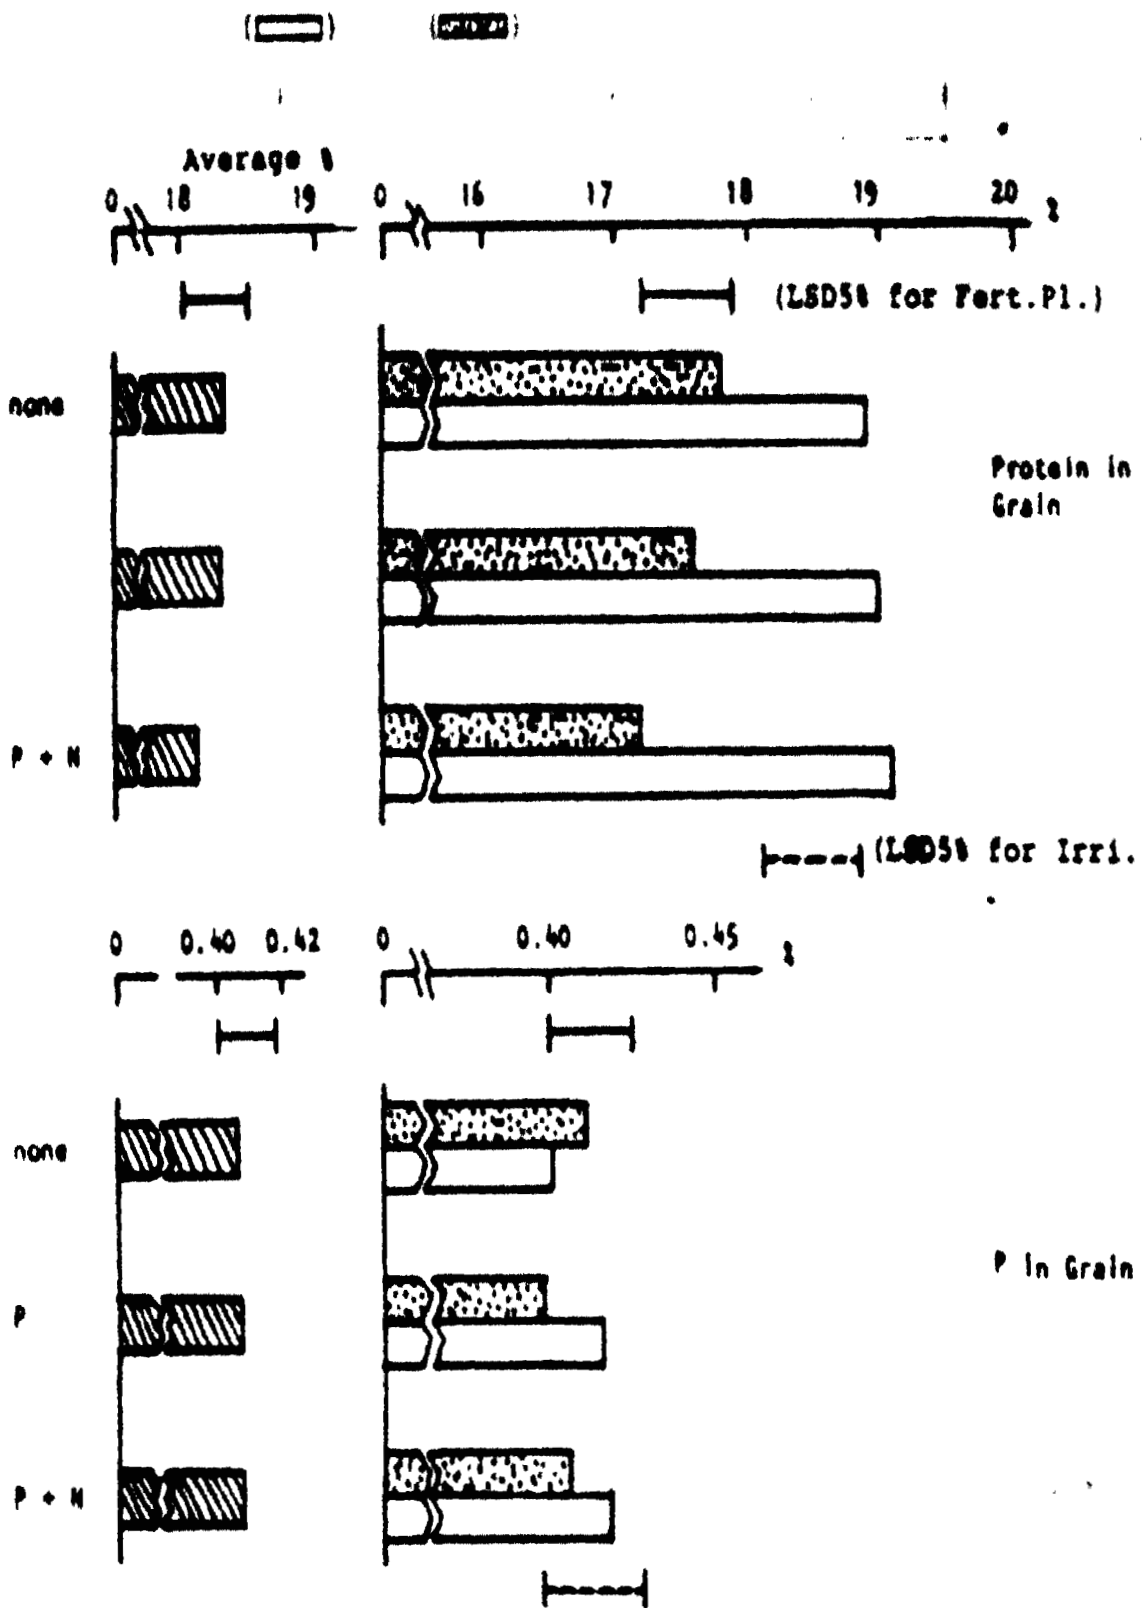 Average %
0 18 19
0 16 17 18 19 20 %
(LSD5% for Fert.Pl.)
none
Protein in
Grain
P + N
(LSD5% for Irri.
0 0.40 0.42
0 0.40 0.45 %
none
P in Grain
P
P + N